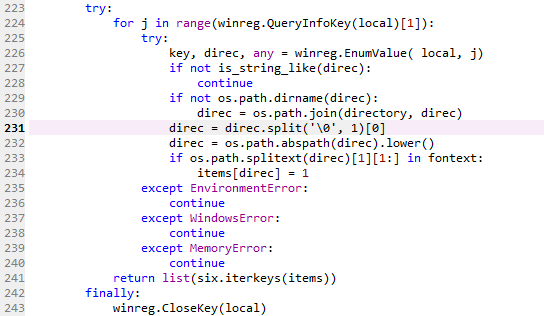 223         try:
224             for j in range(winreg.QueryInfoKey(local)[1]):
225                 try:
226                     key, direc, any = winreg.EnumValue( local, j)
227                     if not is_string_like(direc):
228                         continue
229                     if not os.path.dirname(direc):
230                         direc = os.path.join(directory, direc)
231                     direc = direc.split('\0', 1)[0]
232                     direc = os.path.abspath(direc).lower()
233                     if os.path.splitext(direc)[1][1:] in fontext:
234                         items[direc] = 1
235                 except EnvironmentError:
236                     continue
237                 except WindowsError:
238                     continue
239                 except MemoryError:
240                     continue
241             return list(six.iterkeys(items))
242         finally:
243             winreg.CloseKey(local)